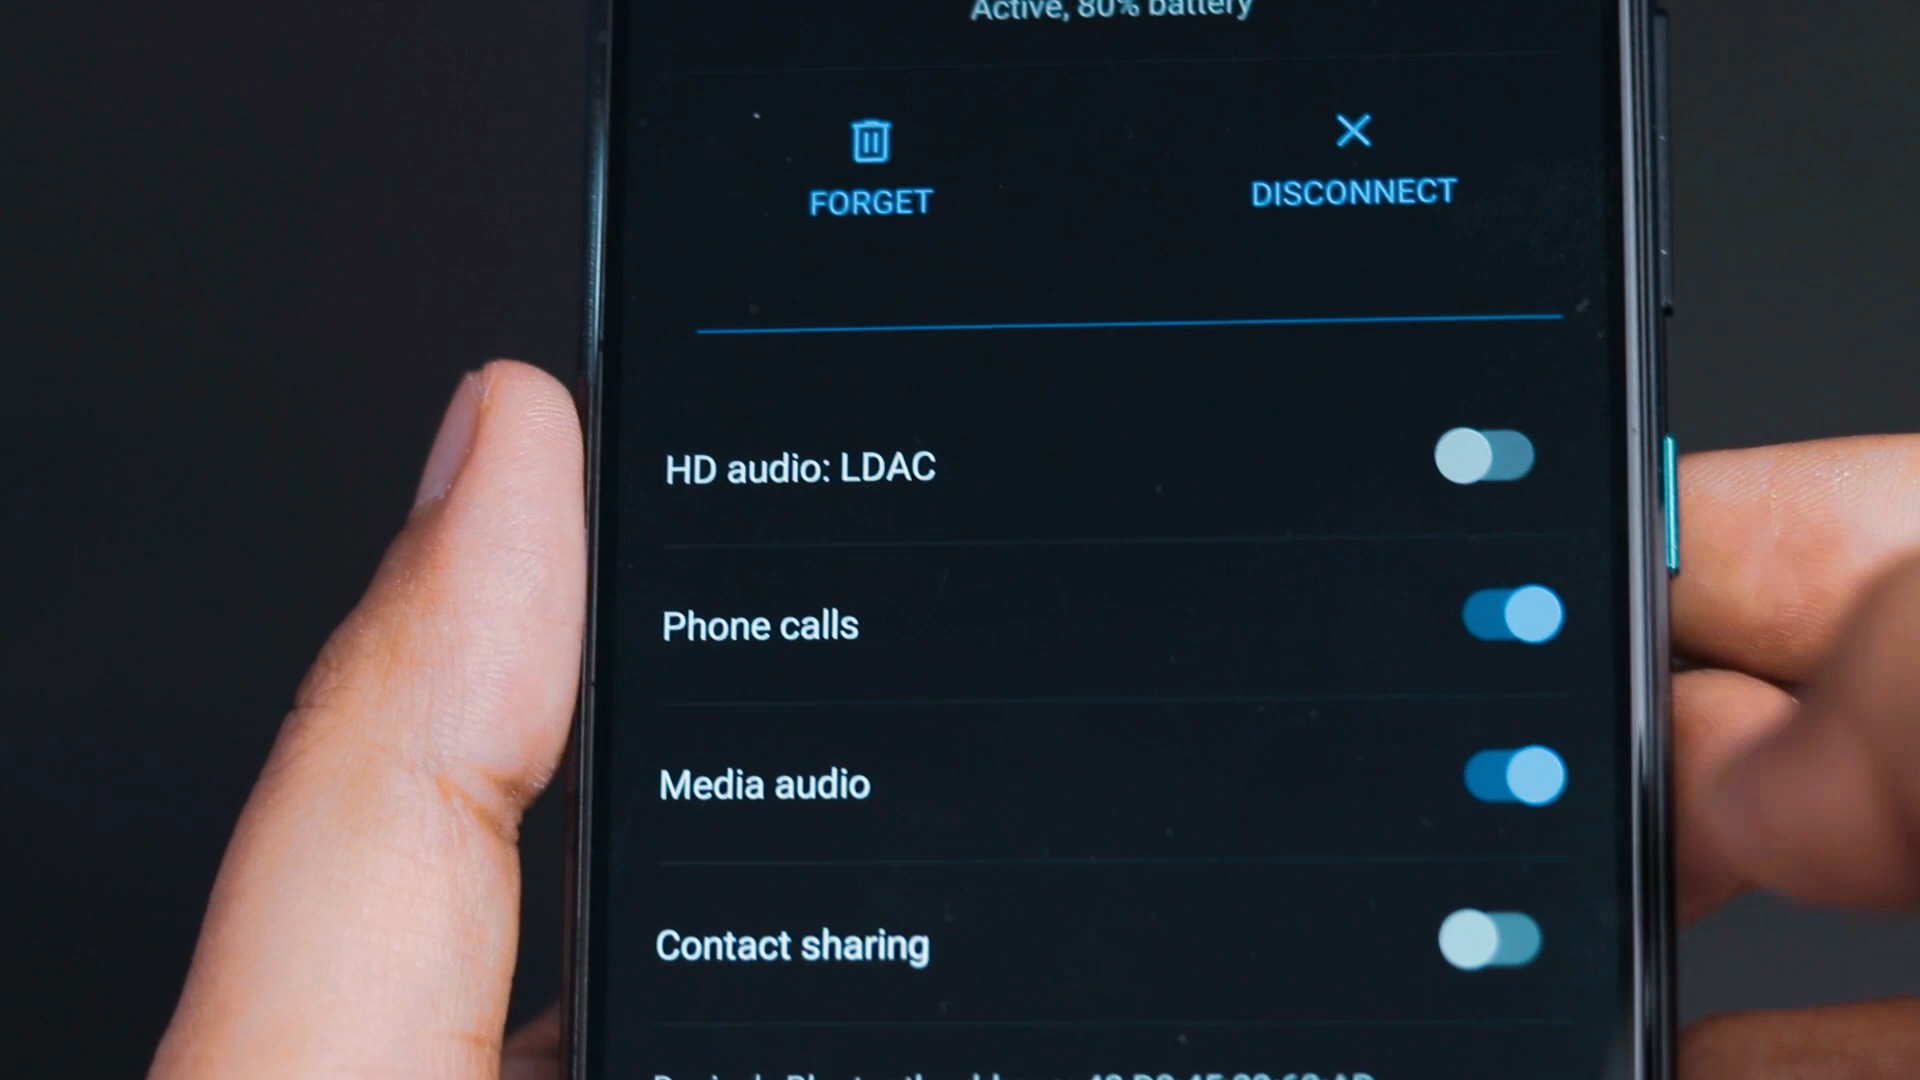 Active, 80% battery
FORGET
DISCONNECT
HD audio: LDAC
Phone calls
Media audio
Contact sharing